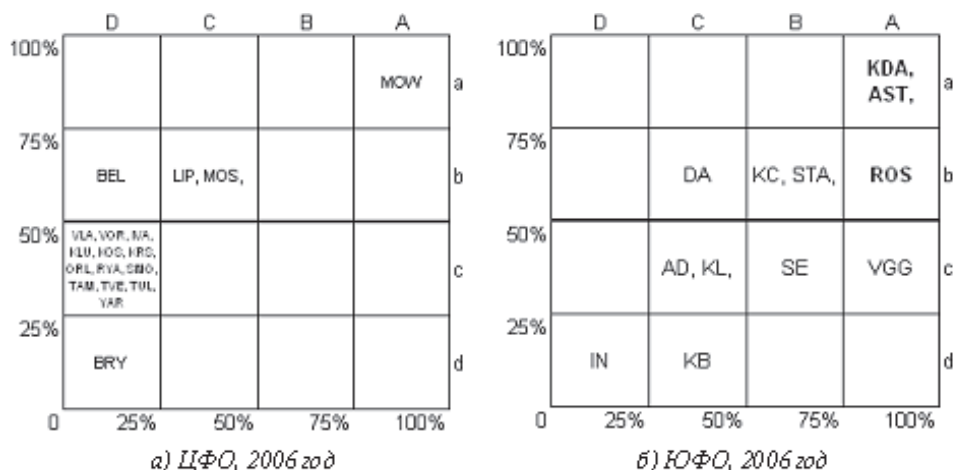 D C B A
100%
MOW a
75%
BEL LIP, MOS, b
50%
VLA, VOR, IVA,
KLU, KOS, KRS,
ORL, RYA, SMO,
TAM, TVE, TUL,
YAR
c
25%
BRY d
0 25% 50% 75% 100%
а) ЦФО, 2006 год
D C B A
100%
KDA,
AST,
a
75%
DA KC, STA, ROS b
50%
AD, KL, SE VGG c
25%
IN KB d
0 25% 50% 75% 100%
б) ЮФО, 2006 год